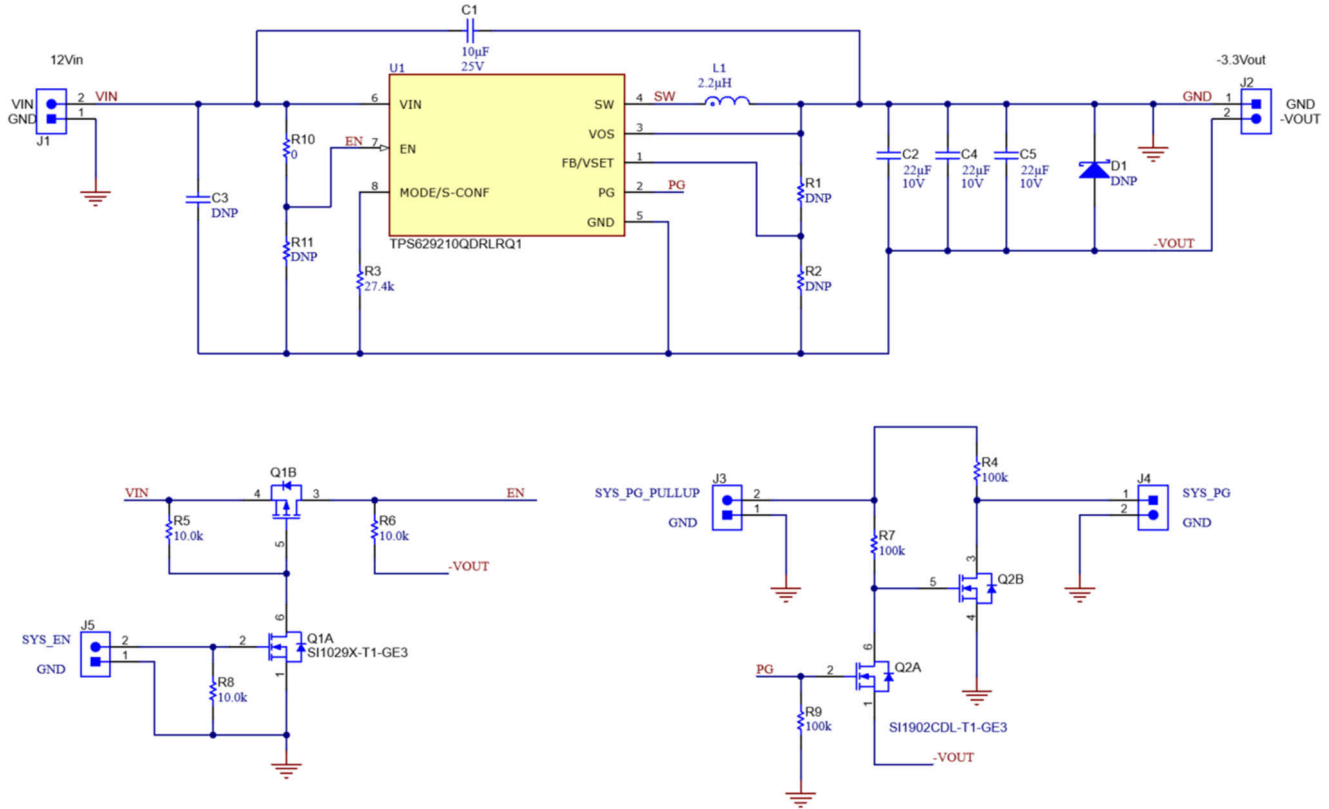 C1
10µF
25V
12Vin
-3.3Vout
U1
L1
2.2µH
J2
VIN
GND
2
1
J1
VIN
6
VIN
SW
4
SW
GND
1
2
GND
-VOUT
VOS
3
R10
0
EN
7
EN
FB/VSET
1
C2
22µF
10V
C4
22µF
10V
C5
22µF
10V
D1
DNP
C3
DNP
8
MODE/S-CONF
PG
2
PG
R1
DNP
GND
5
R11
DNP
TPS629210QDRLRQ1
-VOUT
R3
27.4k
R2
DNP
Q1B
VIN
4
3
EN
R5
10.0k
5
R6
10.0k
-VOUT
SYS_EN
GND
J5
2
1
6
2
Q1A
SI1029X-T1-GE3
1
R8
10.0k
R4
100k
SYS_PG_PULLUP
GND
J3
2
1
J4
1
2
SYS_PG
GND
R7
100k
3
5
Q2B
4
6
PG
2
Q2A
1
R9
100k
SI1902CDL-T1-GE3
-VOUT